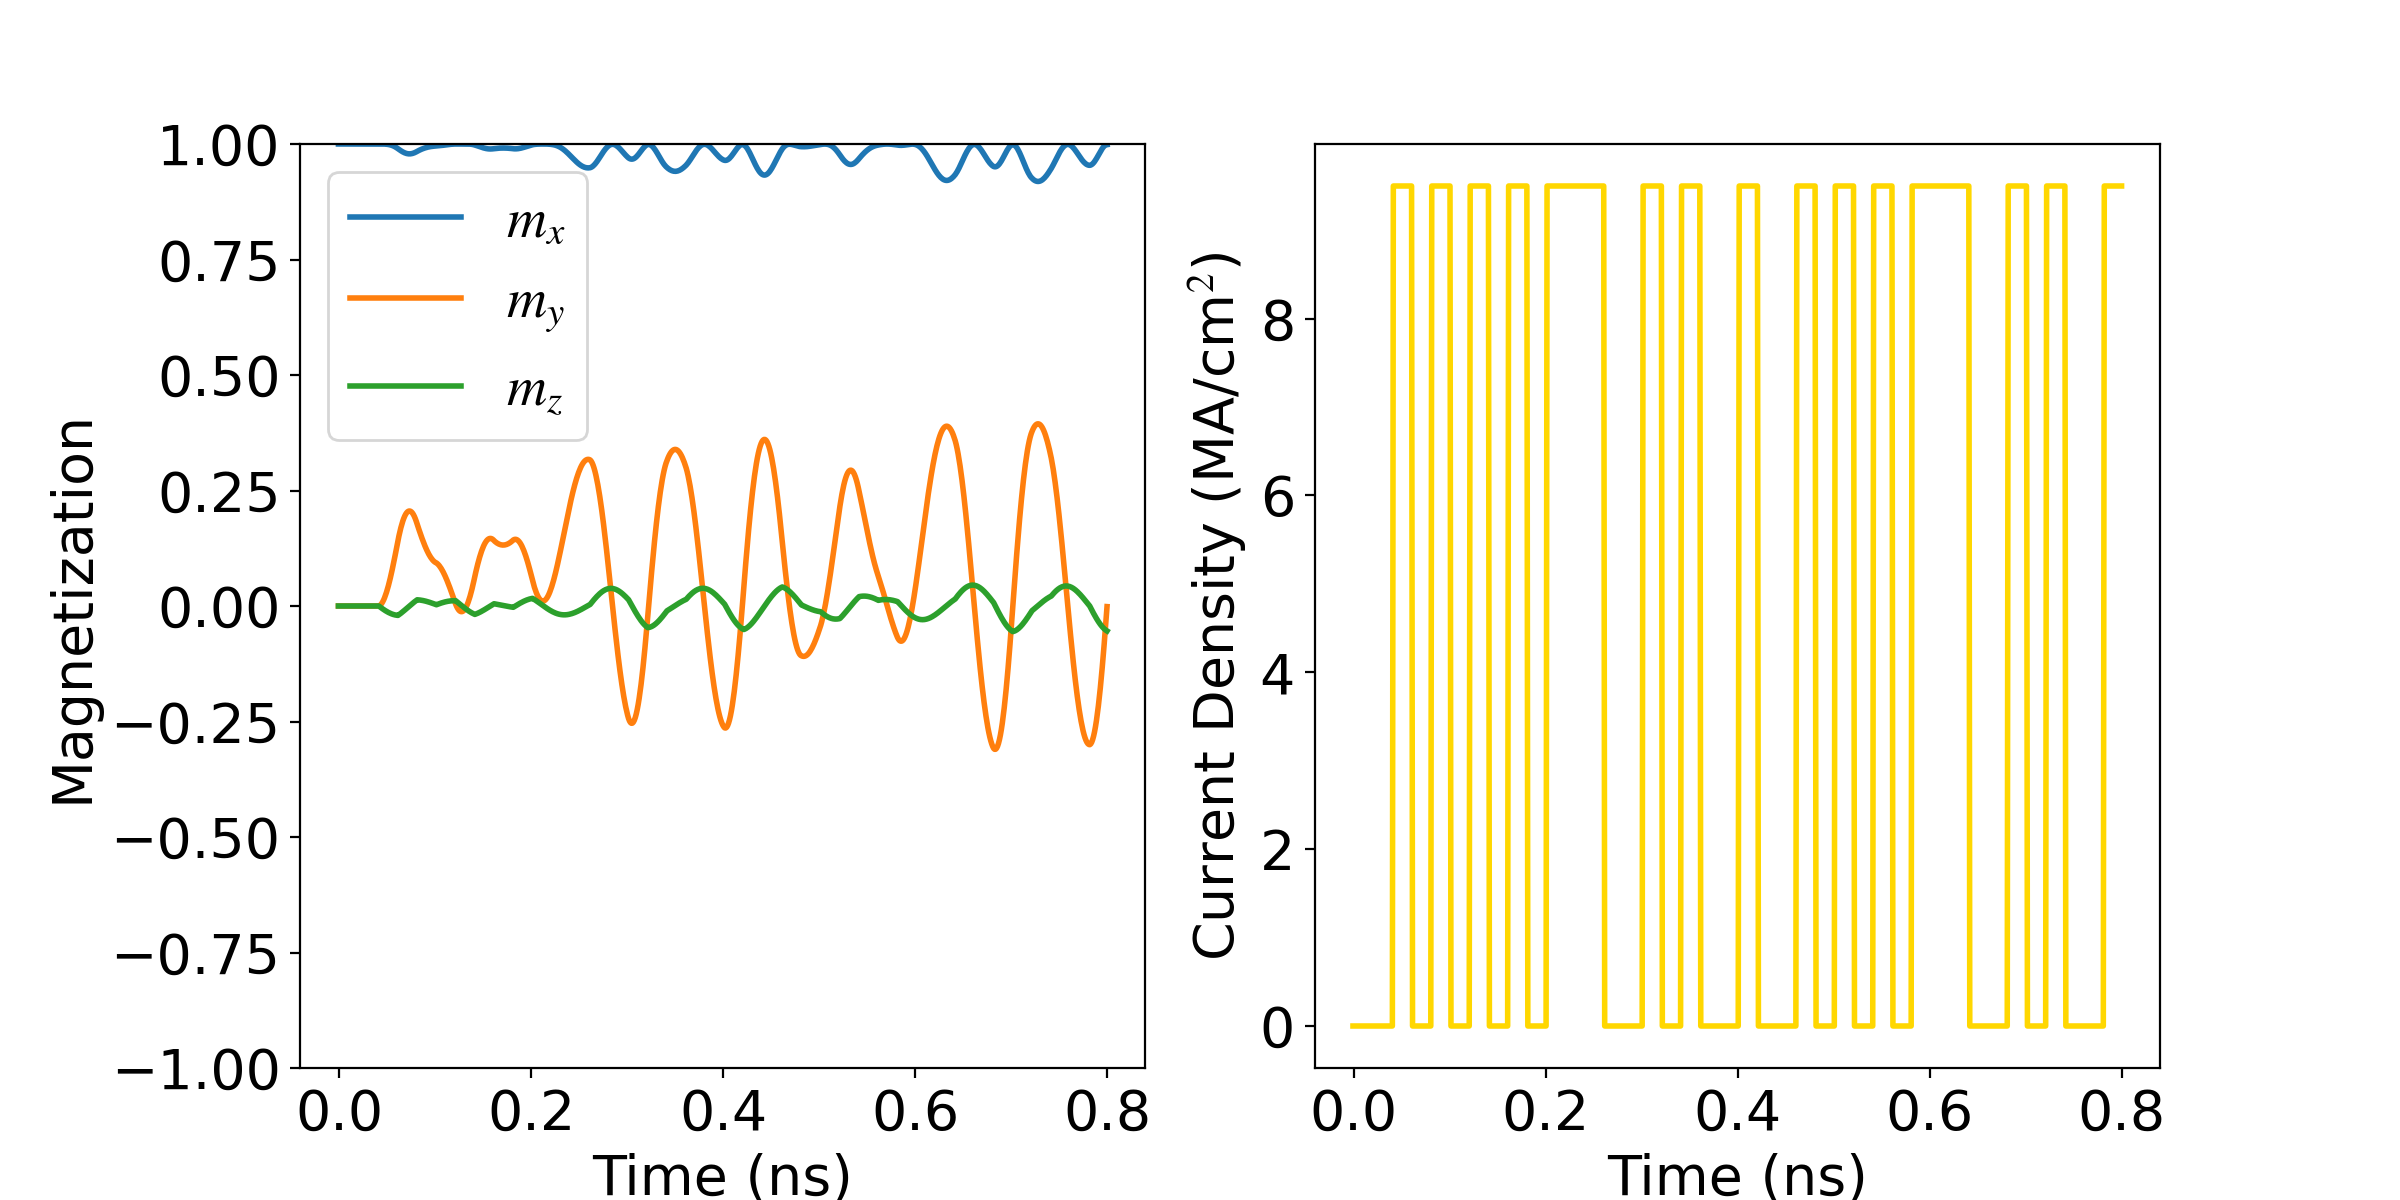 1.00
0.75
0.50
0.25
0.00
−0.25
−0.50
−0.75
−1.00
Magnetization
m_x
m_y
m_z
0.0 0.2 0.4 0.6 0.8
Time (ns)
8
6
4
2
0
Current Density (MA/cm²)
0.0 0.2 0.4 0.6 0.8
Time (ns)